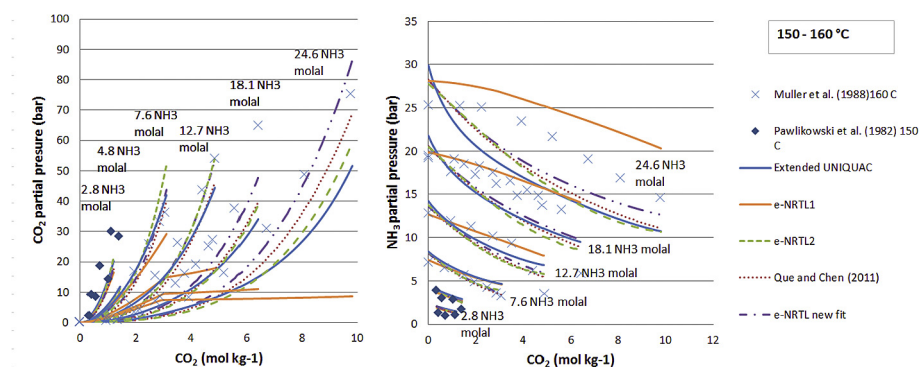 100
90
80
70
60
50
40
30
20
10
0
0
2
4
6
8
10
CO2 partial pressure (bar)
CO2 (mol kg-1)
24.6 NH3
molal
18.1 NH3
molal
7.6 NH3
molal
12.7 NH3
molal
4.8 NH3
molal
2.8 NH3
molal
35
30
25
20
15
10
5
0
0
2
4
6
8
10
12
NH3 partial pressure (bar)
CO2 (mol kg-1)
24.6 NH3
molal
18.1 NH3 molal
12.7 NH3 molal
7.6 NH3 molal
2.8 NH3
molal
150 - 160 °C
Muller et al. (1988)160 C
Pawlikowski et al. (1982) 150
C
Extended UNIQUAC
e-NRTL1
e-NRTL2
Que and Chen (2011)
e-NRTL new fit